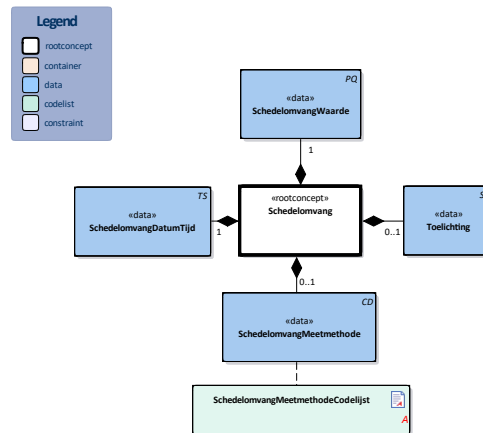 Legend
rootconcept
container
data
codelist
constraint
PQ
«data»
SchedelomvangWaarde
1
TS
«data»
SchedelomvangDatumTijd
1
«rootconcept»
Schedelomvang
S
«data»
Toelichting
0..1
0..1
CD
«data»
SchedelomvangMeetmethode
SchedelomvangMeetmethodeCodelijst
A